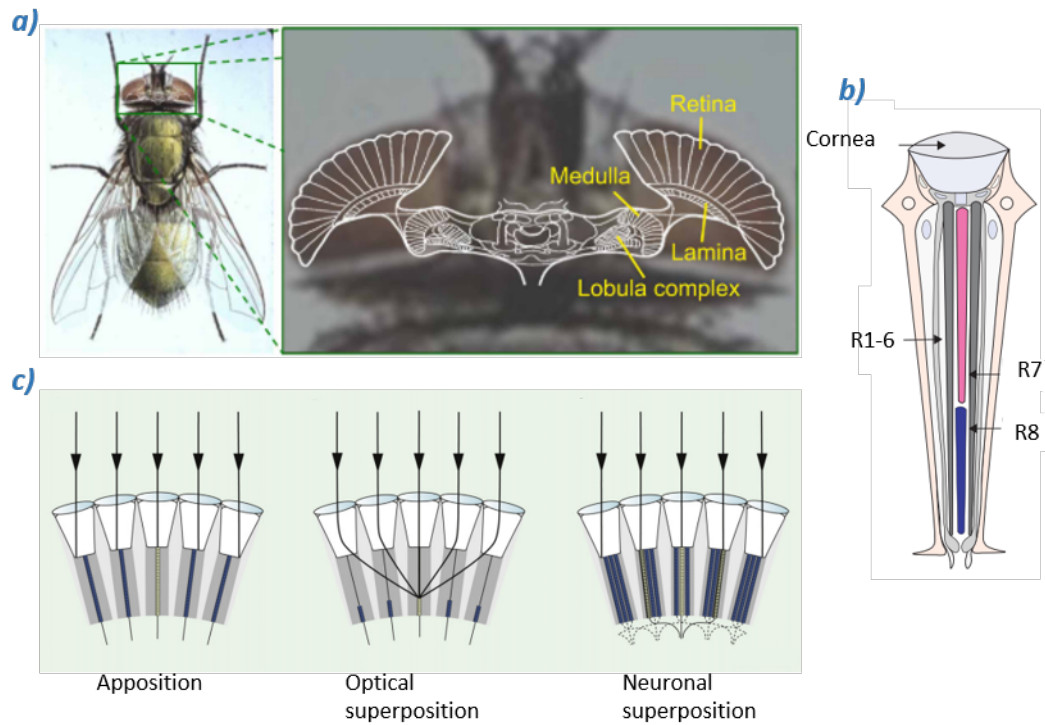 a)
Retina
Medulla
Lamina
Lobula complex
b)
Cornea
R1-6
R7
R8
c)
Apposition
Optical
superposition
Neuronal
superposition